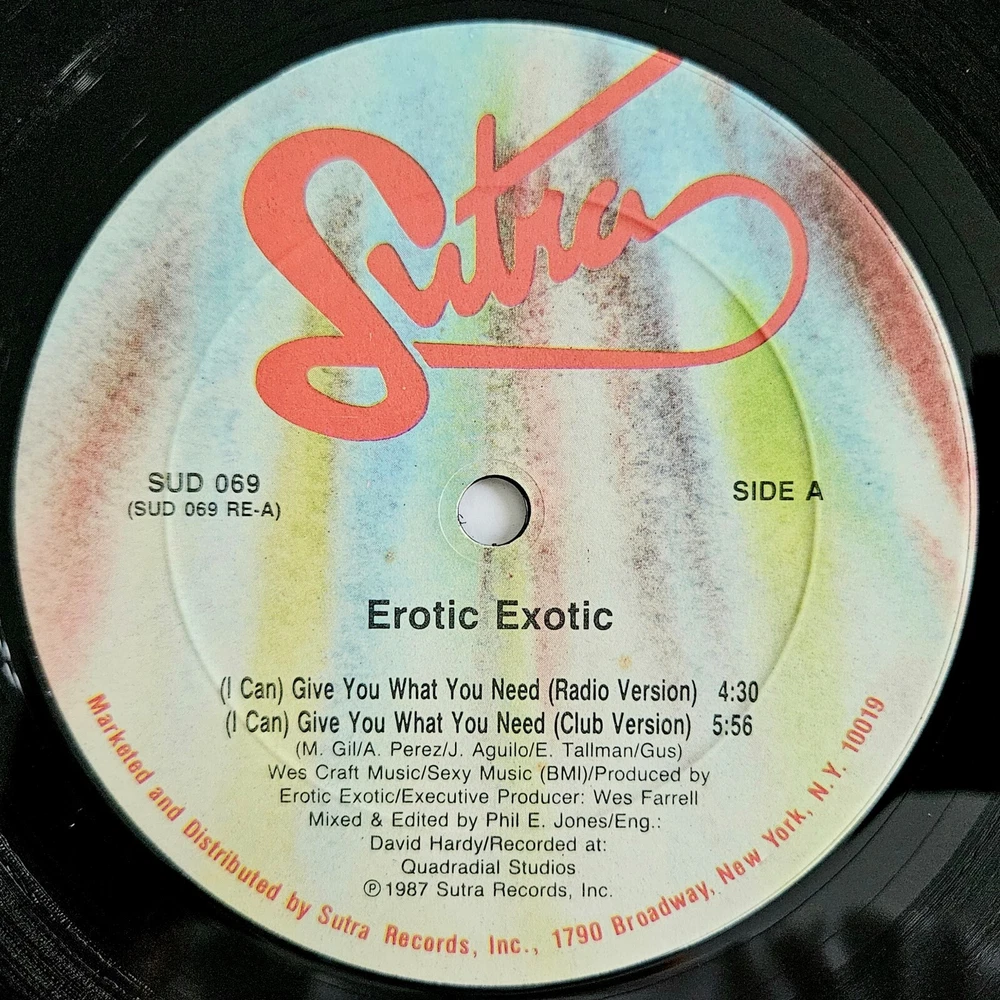 Sutra
SUD 069
(SUD 069 RE-A)
SIDE A
Erotic Exotic
(I Can) Give You What You Need (Radio Version) 4:30
(I Can) Give You What You Need (Club Version) 5:56
(M. Gil/A. Perez/J. Aguilo/E. Tallman/Gus)
Wes Craft Music/Sexy Music (BMI)/Produced by
Erotic Exotic/Executive Producer: Wes Farrell
Mixed & Edited by Phil E. Jones/Eng.:
David Hardy/Recorded at:
Quadradial Studios
℗ 1987 Sutra Records, Inc.
Marketed and Distributed by Sutra Records, Inc., 1790 Broadway, New York, N.Y. 10019